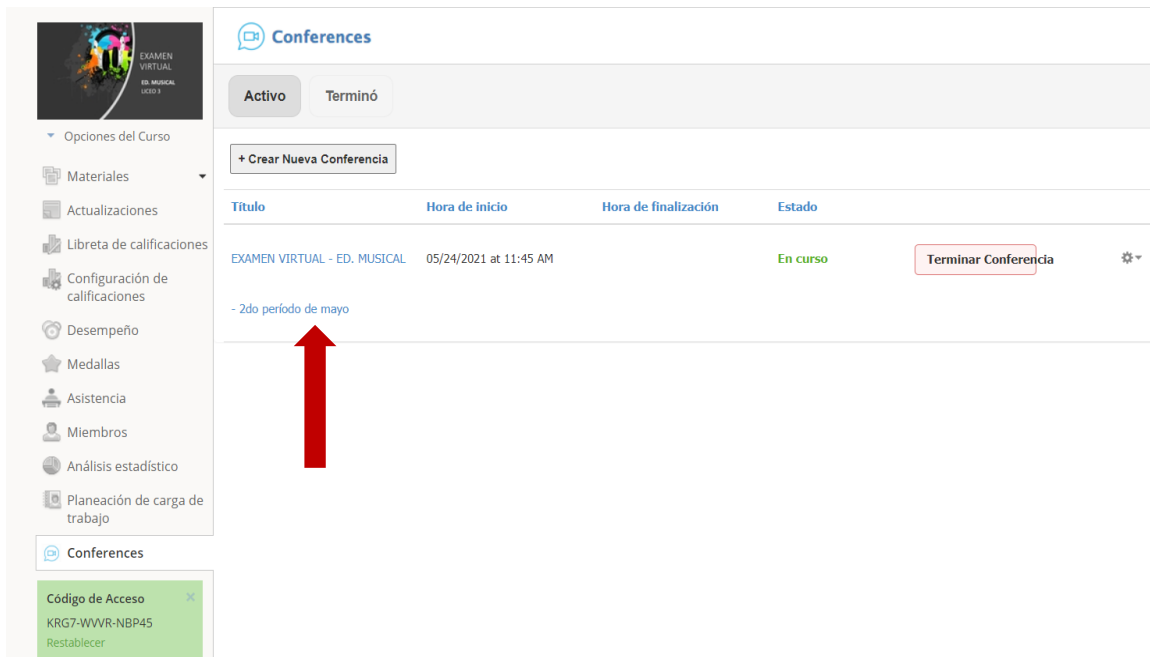 EXAMEN
VIRTUAL
ED. MUSICAL
LICEO 3
Opciones del Curso
Materiales
Actualizaciones
Libreta de calificaciones
Configuración de
calificaciones
Desempeño
Medallas
Asistencia
Miembros
Análisis estadístico
Planeación de carga de
trabajo
Conferences
Código de Acceso
KRG7-WVVR-NBP45
Restablecer
Conferences
Activo Terminó
+ Crear Nueva Conferencia
Título Hora de inicio Hora de finalización Estado
EXAMEN VIRTUAL - ED. MUSICAL 05/24/2021 at 11:45 AM En curso Terminar Conferencia
- 2do período de mayo